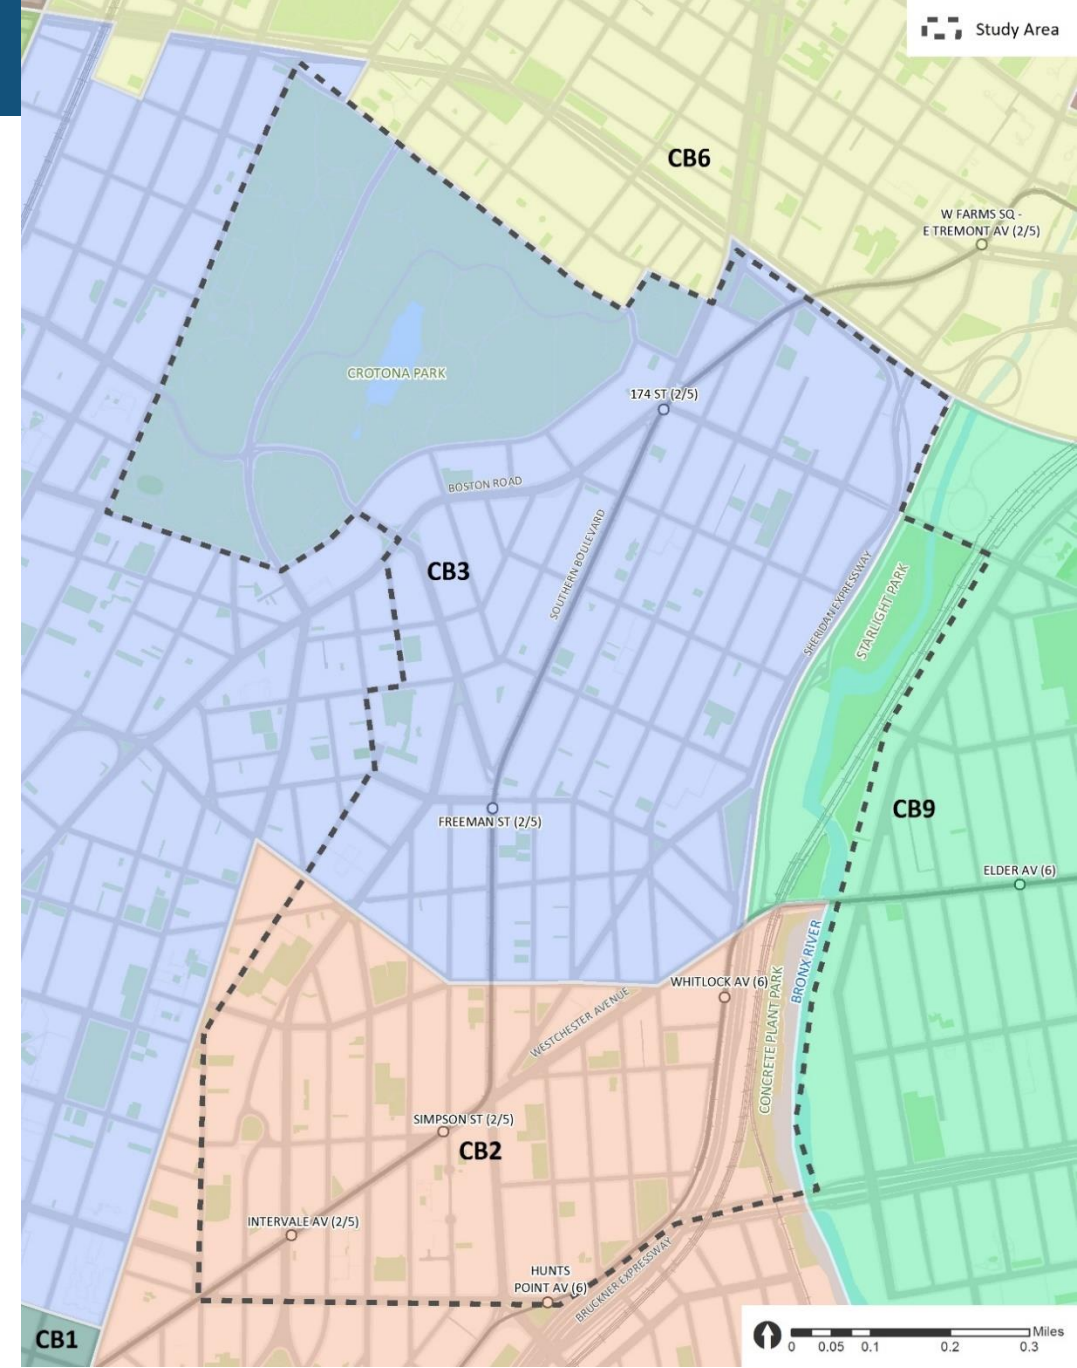 Study Area
CB6
W FARMS SQ -
E TREMONT AV (2/5)
CROTONA PARK
174 ST (2/5)
BOSTON ROAD
SOUTHERN BOULEVARD
CB3
SHERIDAN EXPRESSWAY
STARLIGHT PARK
FREEMAN ST (2/5)
CB9
ELDER AV (6)
WHITLOCK AV (6)
BRONX RIVER
WESTCHESTER AVENUE
CONCRETE PLANT PARK
SIMPSON ST (2/5)
CB2
INTERVALE AV (2/5)
HUNTS
POINT AV (6)
BRUCKNER EXPRESSWAY
CB1
Miles
0 0.05 0.1 0.2 0.3